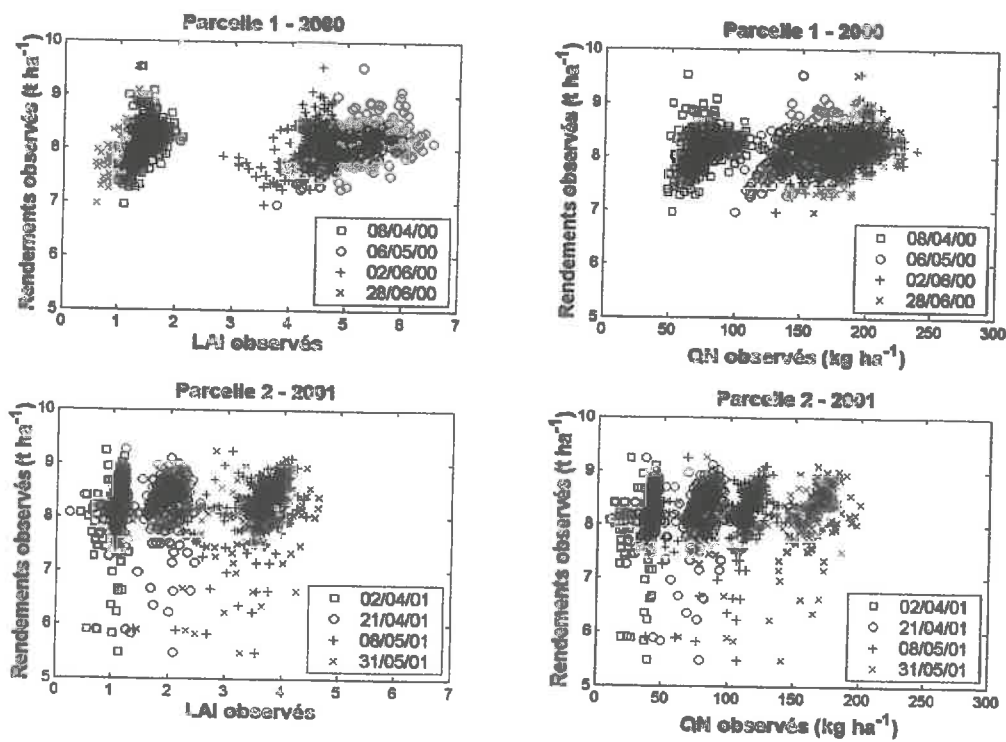 Parcelle 1 - 2000
Rendements observés (t ha-1)
10
9
8
7
6
5
0 1 2 3 4 5 6 7
LAI observés
08/04/00
06/05/00
02/06/00
28/06/00
Parcelle 1 - 2000
Rendements observés (t ha-1)
10
9
8
7
6
5
0 50 100 150 200 250 300
QN observés (kg ha-1)
08/04/00
06/05/00
02/06/00
28/06/00
Parcelle 2 - 2001
Rendements observés (t ha-1)
10
9
8
7
6
5
0 1 2 3 4 5 6 7
LAI observés
02/04/01
21/04/01
08/05/01
31/05/01
Parcelle 2 - 2001
Rendements observés (t ha-1)
10
9
8
7
6
5
0 50 100 150 200 250 300
QN observés (kg ha-1)
02/04/01
21/04/01
08/05/01
31/05/01